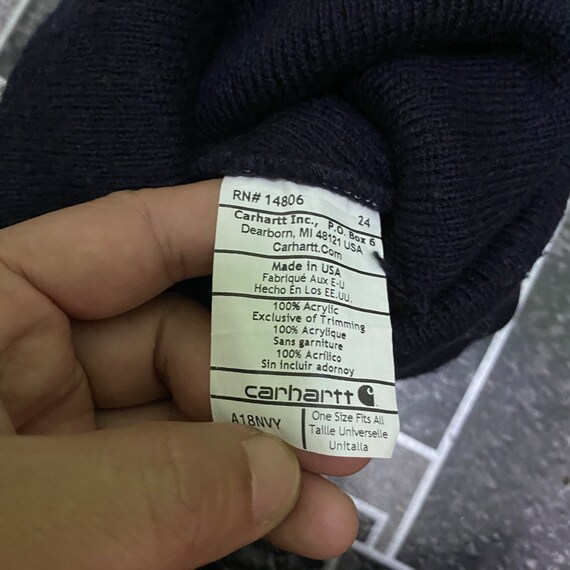 RN# 14806 24
Carhartt Inc., P.O. Box 6
Dearborn, MI 48121 USA
Carhartt.Com
Made in USA
Fabriqué Aux E-U
Hecho En Los EE.UU.
100% Acrylic
Exclusive of Trimming
100% Acrylique
Sans garniture
100% Acrílico
Sin incluir adornoy
carhartt
A18NVY
One Size Fits All
Taille Universelle
Unitalla